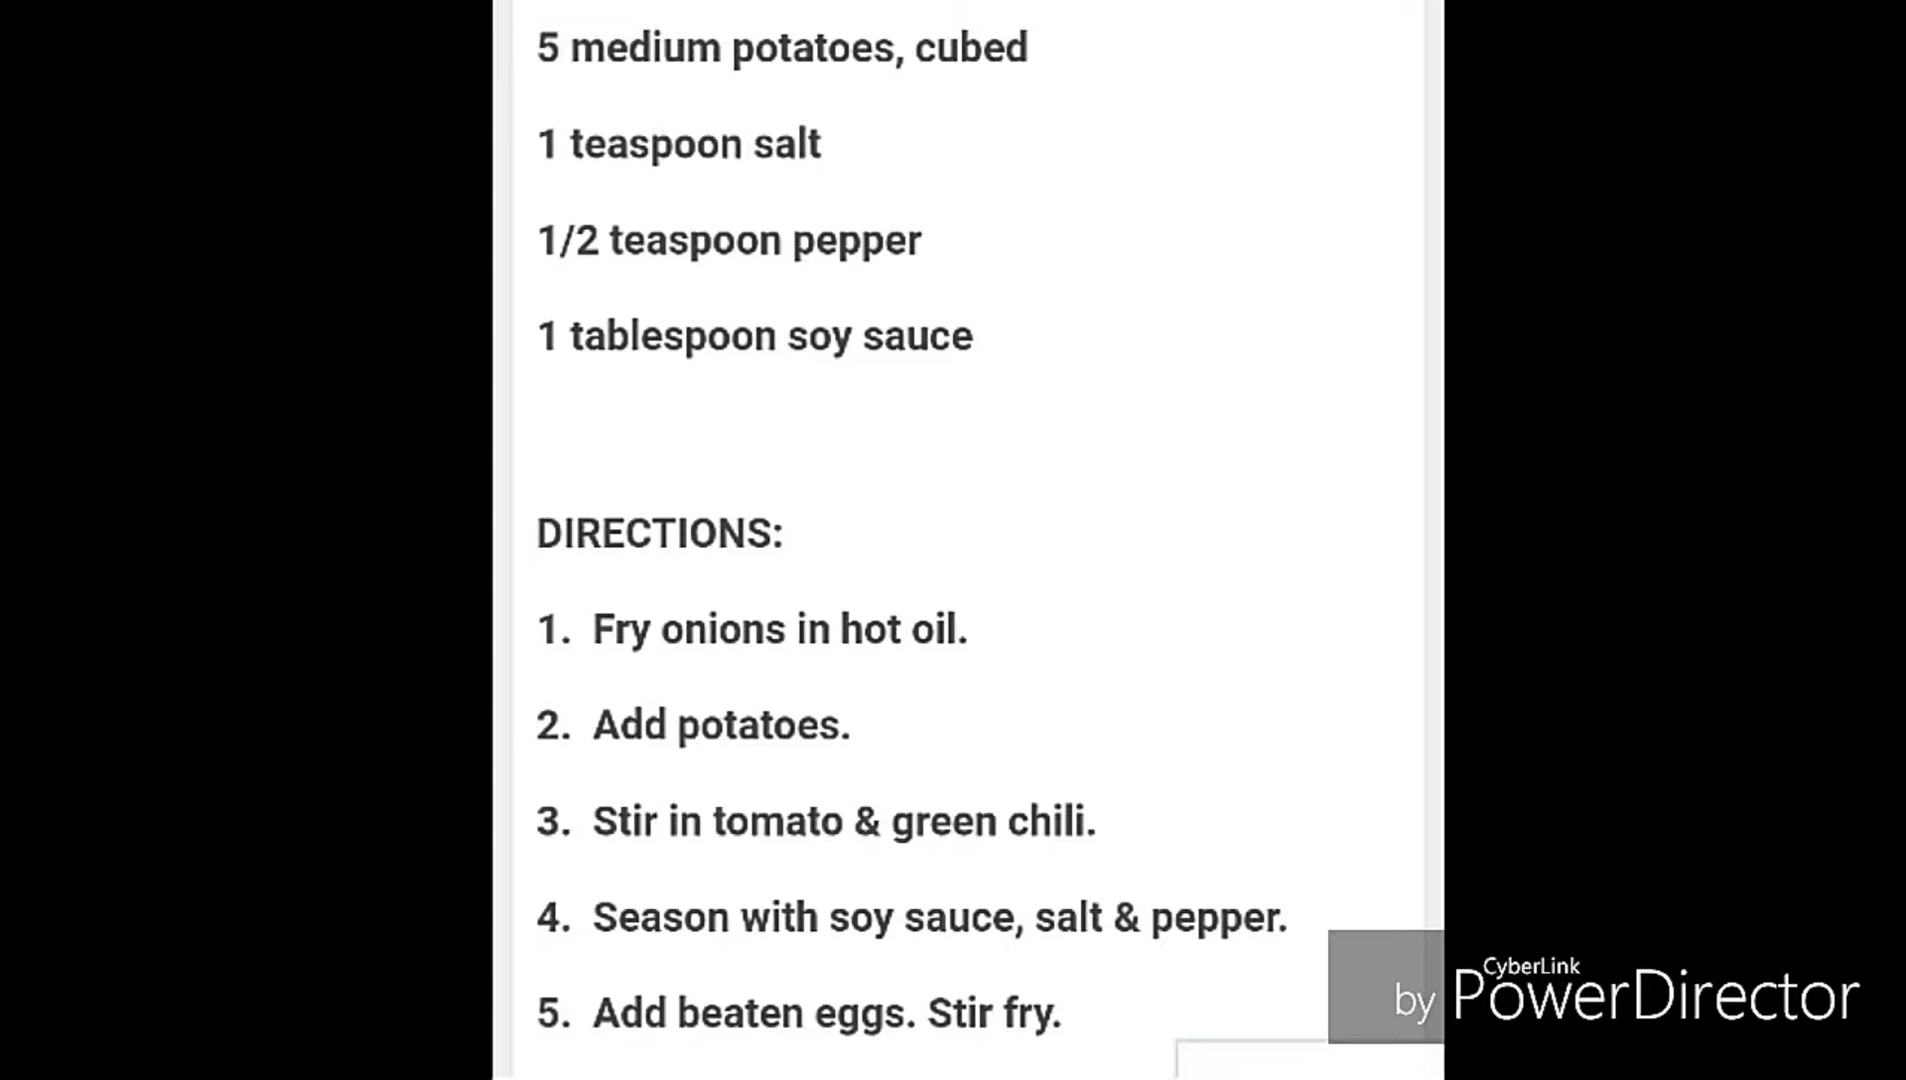 5 medium potatoes, cubed
1 teaspoon salt
1/2 teaspoon pepper
1 tablespoon soy sauce
DIRECTIONS:
1. Fry onions in hot oil.
2. Add potatoes.
3. Stir in tomato & green chili.
4. Season with soy sauce, salt & pepper.
5. Add beaten eggs. Stir fry.
by CyberLink PowerDirector